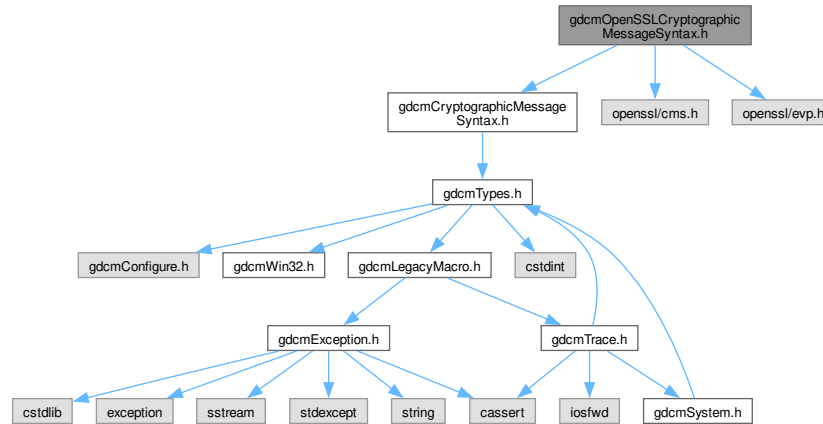 gdcmOpenSSLCryptographic
MessageSyntax.h
gdcmCryptographicMessage
Syntax.h
openssl/cms.h
openssl/evp.h
gdcmTypes.h
gdcmConfigure.h
gdcmWin32.h
gdcmLegacyMacro.h
cstdint
gdcmException.h
gdcmTrace.h
cstdlib
exception
sstream
stdexcept
string
cassert
iosfwd
gdcmSystem.h